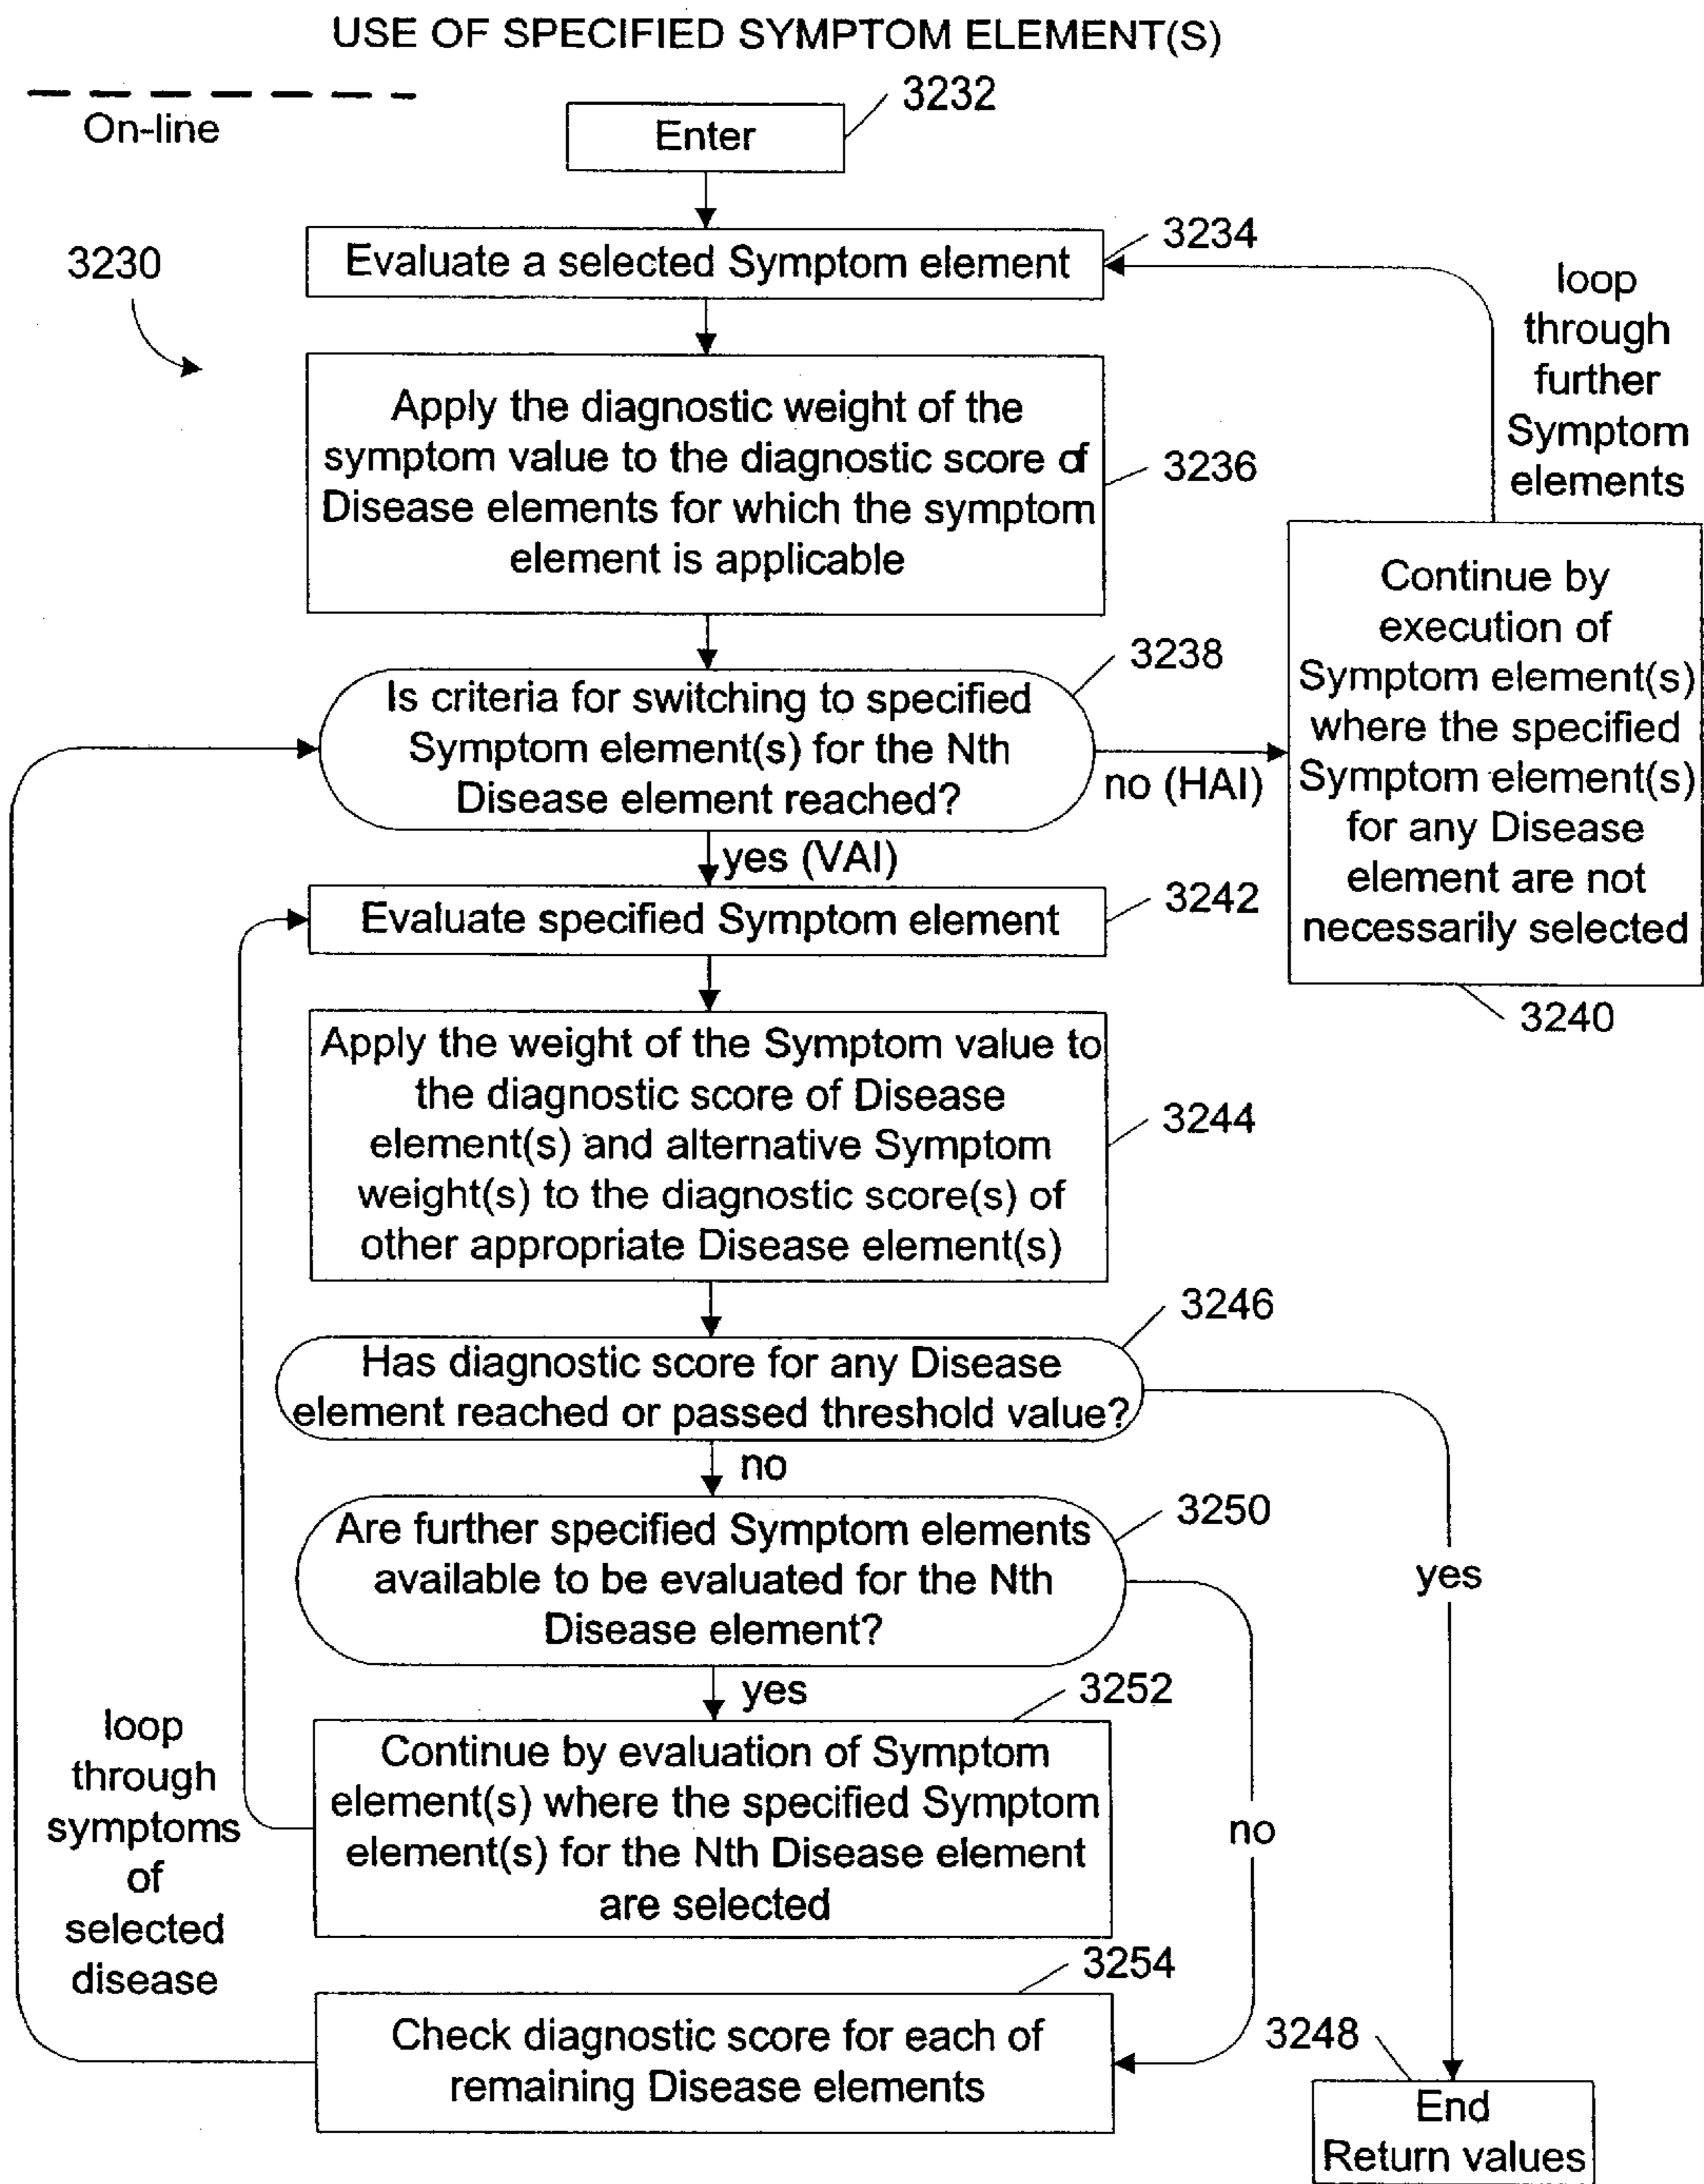 USE OF SPECIFIED SYMPTOM ELEMENT(S)
On-line
3232
Enter
3230
3234
Evaluate a selected Symptom element
loop
through
further
Symptom
elements
Apply the diagnostic weight of the
symptom value to the diagnostic score of
Disease elements for which the symptom
element is applicable
3236
3238
Is criteria for switching to specified
Symptom element(s) for the Nth
Disease element reached?
no (HAI)
Continue by
execution of
Symptom element(s)
where the specified
Symptom element(s)
for any Disease
element are not
necessarily selected
3240
yes (VAI)
Evaluate specified Symptom element
3242
Apply the weight of the Symptom value to
the diagnostic score of Disease
element(s) and alternative Symptom
weight(s) to the diagnostic score(s) of
other appropriate Disease element(s)
3244
3246
Has diagnostic score for any Disease
element reached or passed threshold value?
no
yes
3250
Are further specified Symptom elements
available to be evaluated for the Nth
Disease element?
yes
no
3252
Continue by evaluation of Symptom
element(s) where the specified Symptom
element(s) for the Nth Disease element
are selected
loop
through
symptoms
of
selected
disease
3254
Check diagnostic score for each of
remaining Disease elements
3248
End
Return values